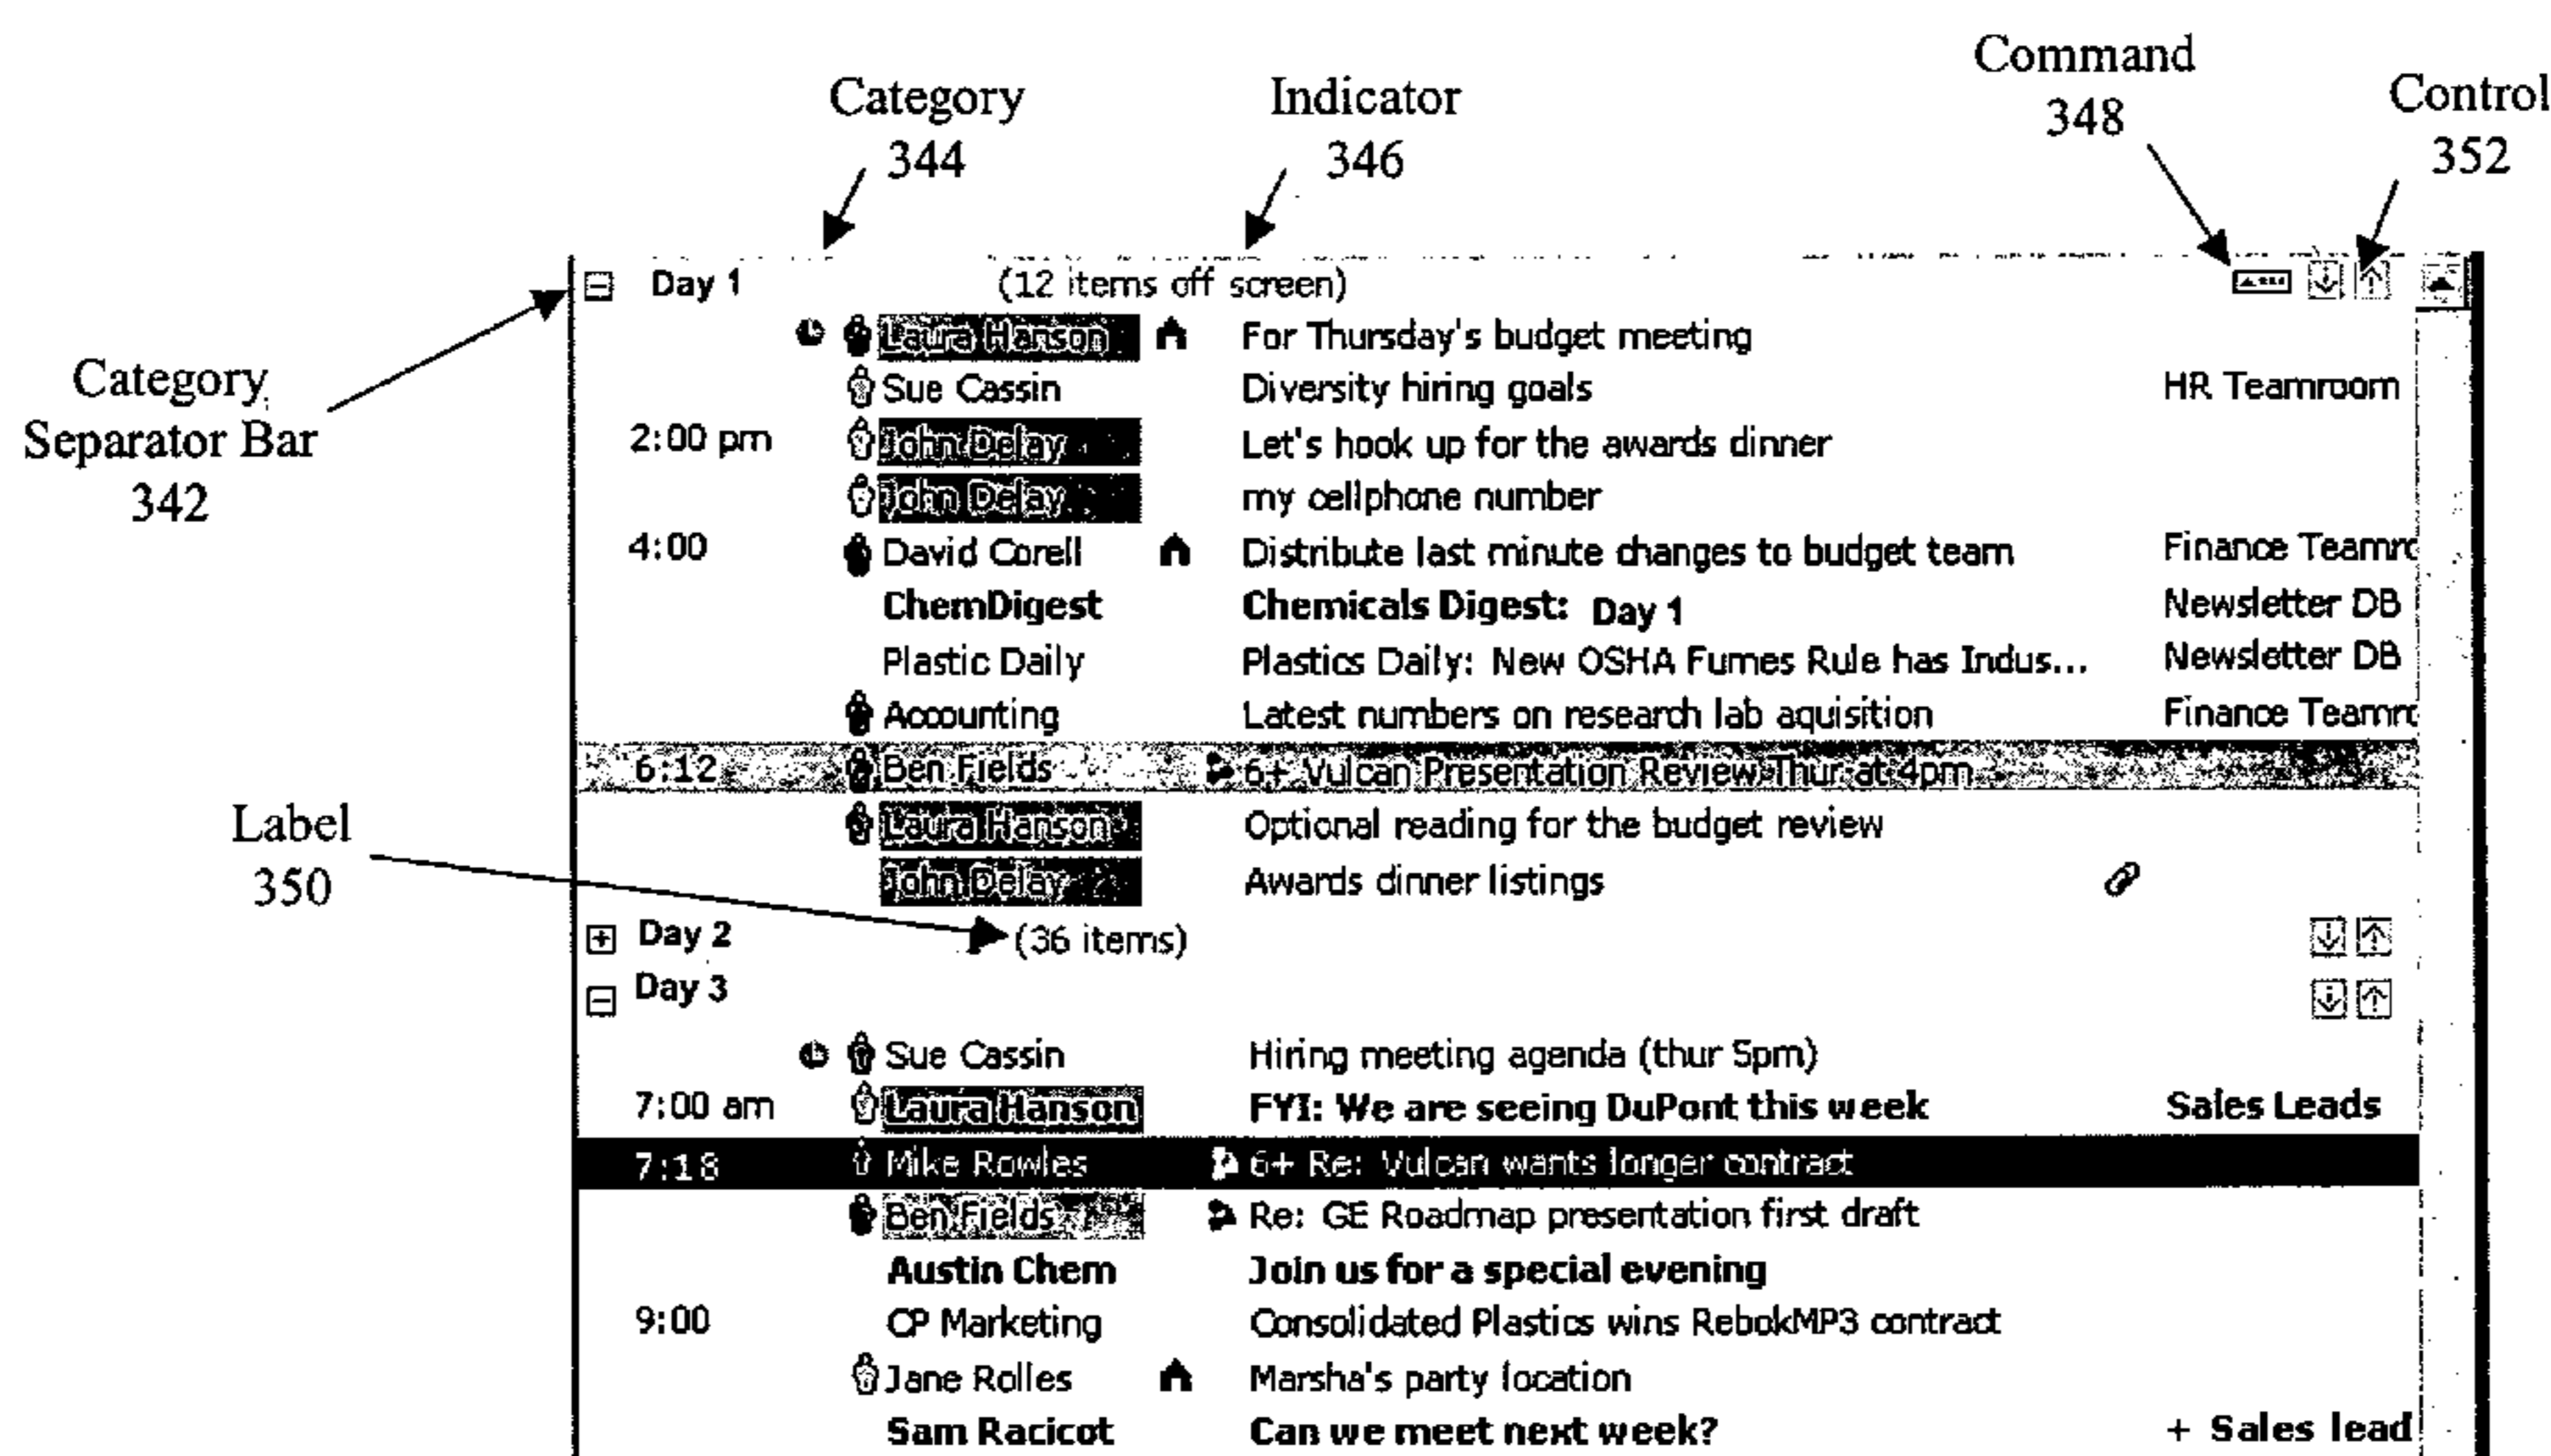 Command
348
Control
352
Category
344
Indicator
346
Day 1 (12 items off screen)
Laura Hanson For Thursday's budget meeting
Sue Cassin Diversity hiring goals HR Teamroom
Category
Separator Bar
342
2:00 pm John Delay Let's hook up for the awards dinner
John Delay my cellphone number
4:00 David Corell Distribute last minute changes to budget team Finance Teamro
ChemDigest Chemicals Digest: Day 1 Newsletter DB
Plastic Daily Plastics Daily: New OSHA Fumes Rule has Indus... Newsletter DB
Accounting Latest numbers on research lab aquisition Finance Teamro
6:12 Ben Fields 6+ Vulcan Presentation Review Thur at 4pm
Label
350
Laura Hanson Optional reading for the budget review
John Delay Awards dinner listings
Day 2 (36 items)
Day 3
Sue Cassin Hiring meeting agenda (thur 5pm)
7:00 am Laura Hanson FYI: We are seeing DuPont this week Sales Leads
7:18 Mike Rowles 6+ Re: Vulcan wants longer contract
Ben Fields Re: GE Roadmap presentation first draft
Austin Chem Join us for a special evening
9:00 CP Marketing Consolidated Plastics wins RebokMP3 contract
Jane Rolles Marsha's party location
Sam Racicot Can we meet next week? + Sales lead